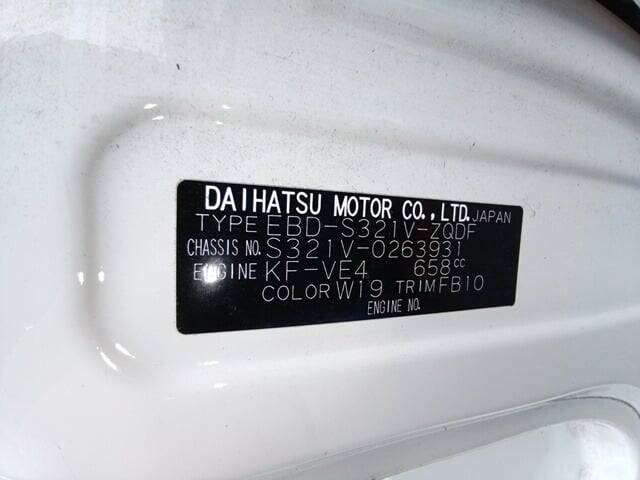 DAIHATSU MOTOR CO., LTD. JAPAN
TYPE EBD-S321V-ZQDF
CHASSIS NO. S321V-0263931
ENGINE KF-VE4 658cc
COLOR W19 TRIM FB10
ENGINE NO.